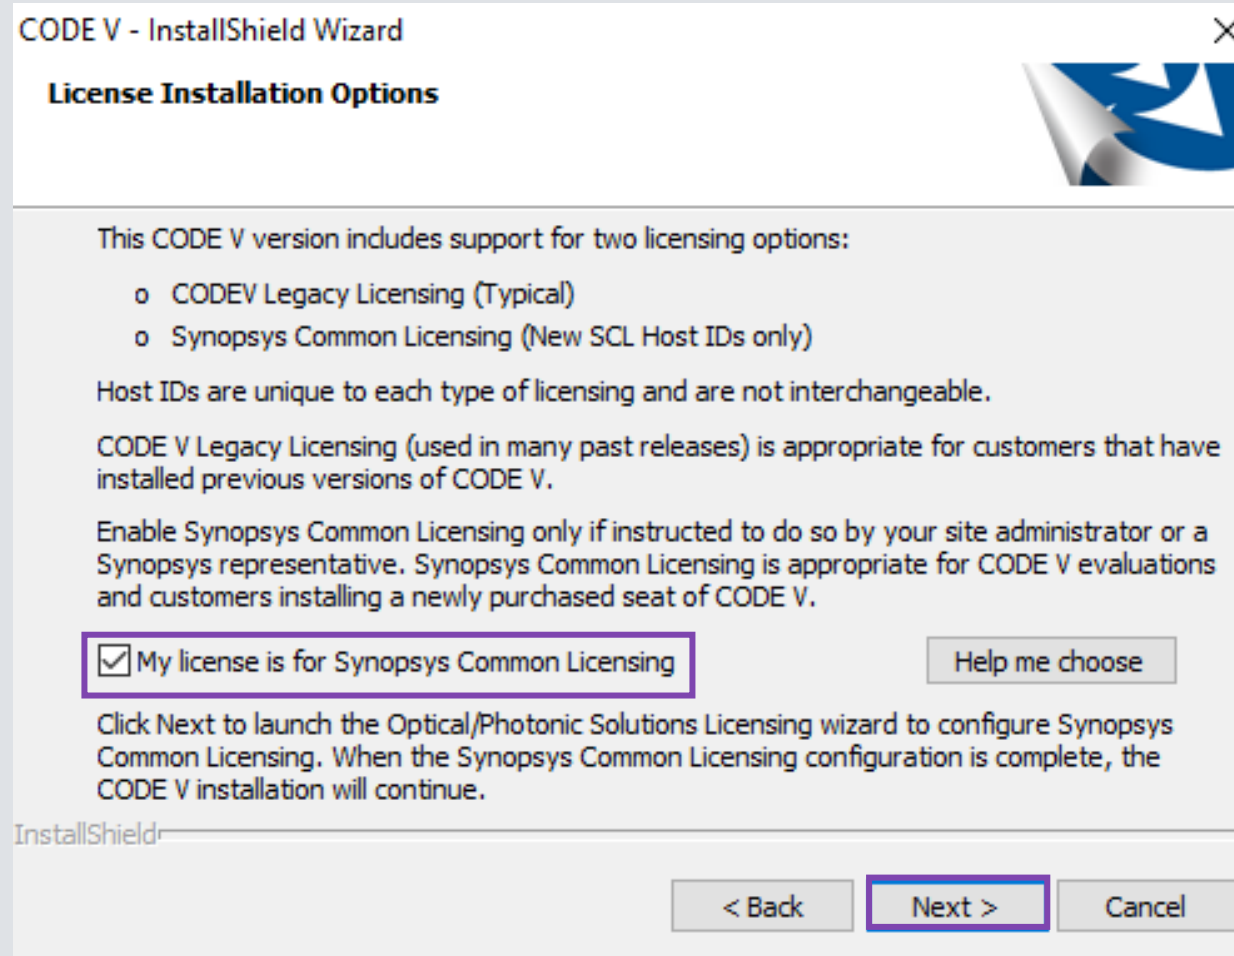 CODE V - InstallShield Wizard
License Installation Options
This CODE V version includes support for two licensing options:
o CODEV Legacy Licensing (Typical)
o Synopsys Common Licensing (New SCL Host IDs only)
Host IDs are unique to each type of licensing and are not interchangeable.
CODE V Legacy Licensing (used in many past releases) is appropriate for customers that have
installed previous versions of CODE V.
Enable Synopsys Common Licensing only if instructed to do so by your site administrator or a
Synopsys representative. Synopsys Common Licensing is appropriate for CODE V evaluations
and customers installing a newly purchased seat of CODE V.
My license is for Synopsys Common Licensing
Help me choose
Click Next to launch the Optical/Photonic Solutions Licensing wizard to configure Synopsys
Common Licensing. When the Synopsys Common Licensing configuration is complete, the
CODE V installation will continue.
InstallShield
< Back
Next >
Cancel